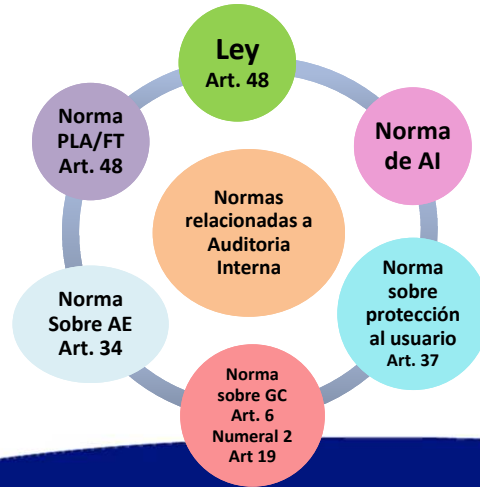 Ley
Art. 48
Norma
de AI
Norma
sobre
protección
al usuario
Art. 37
Norma
sobre GC
Art. 6
Numeral 2
Art 19
Norma
Sobre AE
Art. 34
Norma
PLA/FT
Art. 48
Normas
relacionadas a
Auditoria
Interna